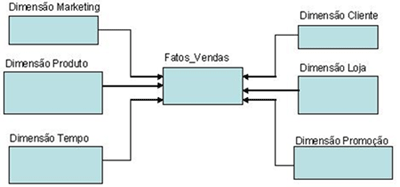 Dimensão Marketing
Dimensão Cliente
Fatos_Vendas
Dimensão Produto
Dimensão Loja
Dimensão Tempo
Dimensão Promoção